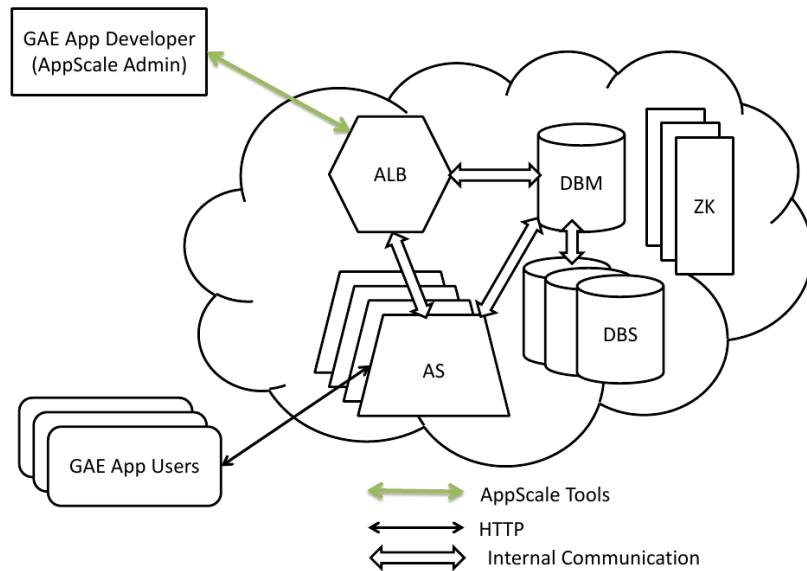 GAE App Developer
(AppScale Admin)
ALB
DBM
ZK
DBS
AS
GAE App Users
AppScale Tools
HTTP
Internal Communication